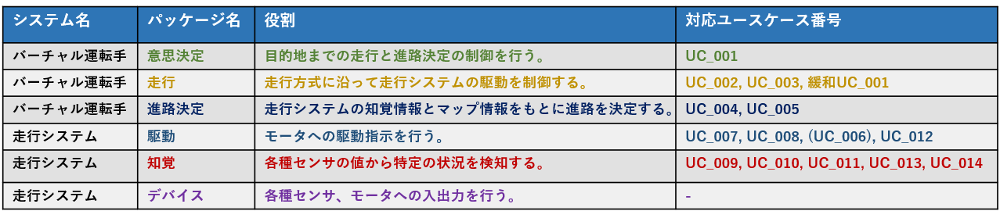 システム名 パッケージ名 役割 対応ユースケース番号
バーチャル運転手 意思決定 目的地までの走行と進路決定の制御を行う。 UC_001
バーチャル運転手 走行 走行方式に沿って走行システムの駆動を制御する。 UC_002, UC_003, 緩和UC_001
バーチャル運転手 進路決定 走行システムの知覚情報とマップ情報をもとに進路を決定する。 UC_004, UC_005
走行システム 駆動 モータへの駆動指示を行う。 UC_007, UC_008, (UC_006), UC_012
走行システム 知覚 各種センサの値から特定の状況を検知する。 UC_009, UC_010, UC_011, UC_013, UC_014
走行システム デバイス 各種センサ、モータへの入出力を行う。 -